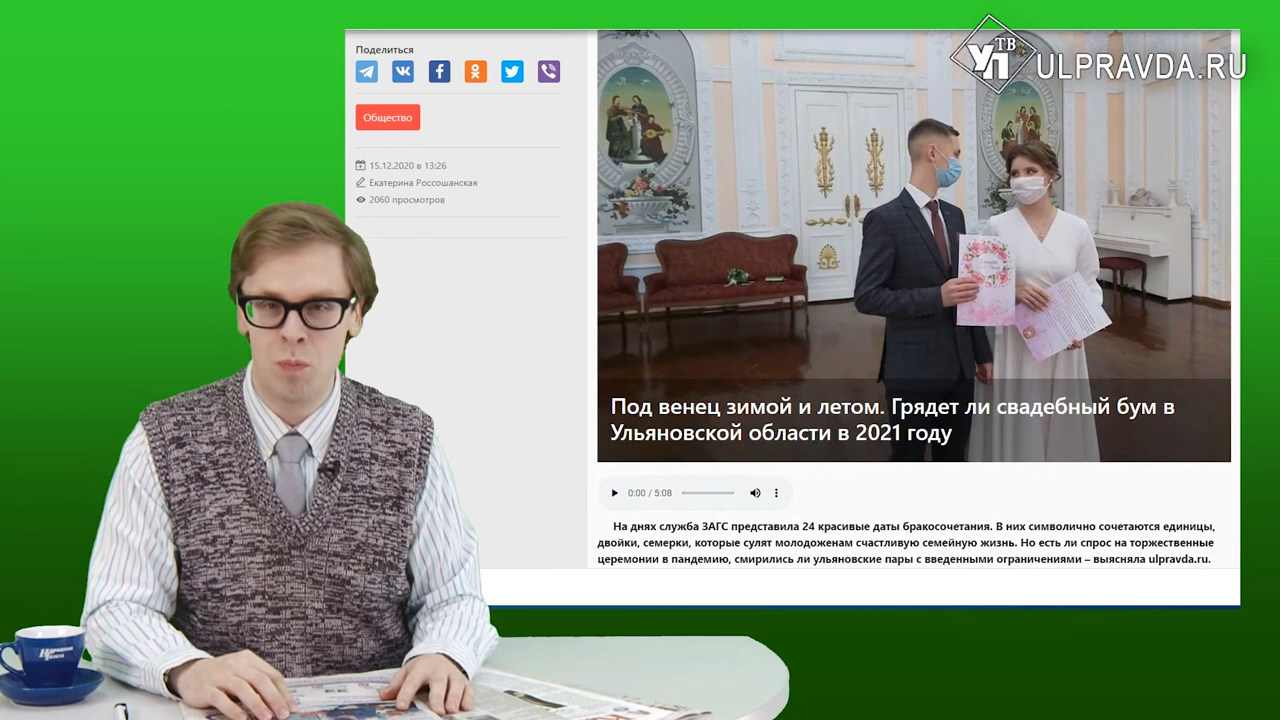 Поделиться
УП ТВ
ULPRAVDA.RU
Общество
15.12.2020 в 13:26
Екатерина Россошанская
2060 просмотров
Под венец зимой и летом. Грядет ли свадебный бум в
Ульяновской области в 2021 году
0:00 / 5:08
На днях служба ЗАГС представила 24 красивые даты бракосочетания. В них символично сочетаются единицы,
двойки, семерки, которые сулят молодоженам счастливую семейную жизнь. Но есть ли спрос на торжественные
церемонии в пандемию, смирились ли ульяновские пары с введенными ограничениями – выясняла ulpravda.ru.
Народная
газета